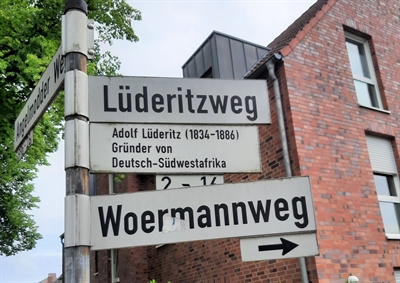 Lüderitzweg
Adolf Lüderitz (1834-1886)
Gründer von
Deutsch-Südwestafrika
2 - 14
Woermannweg